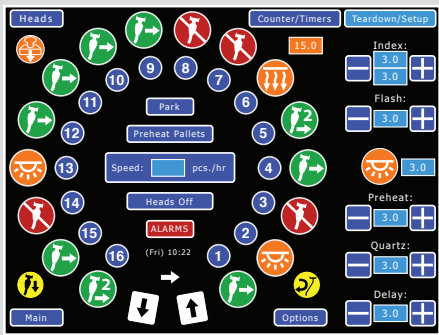 Heads
Counter/Timers
Teardown/Setup
15.0
Index:
3.0
3.0
Flash:
3.0
3.0
Preheat:
3.0
Quartz:
3.0
Delay:
3.0
9
8
10
7
11
6
12
5
2
13
4
14
3
15
2
16
1
2
Park
Preheat Pallets
Speed: pcs./hr
Heads Off
ALARMS
(Fri) 10:22
Main
Options